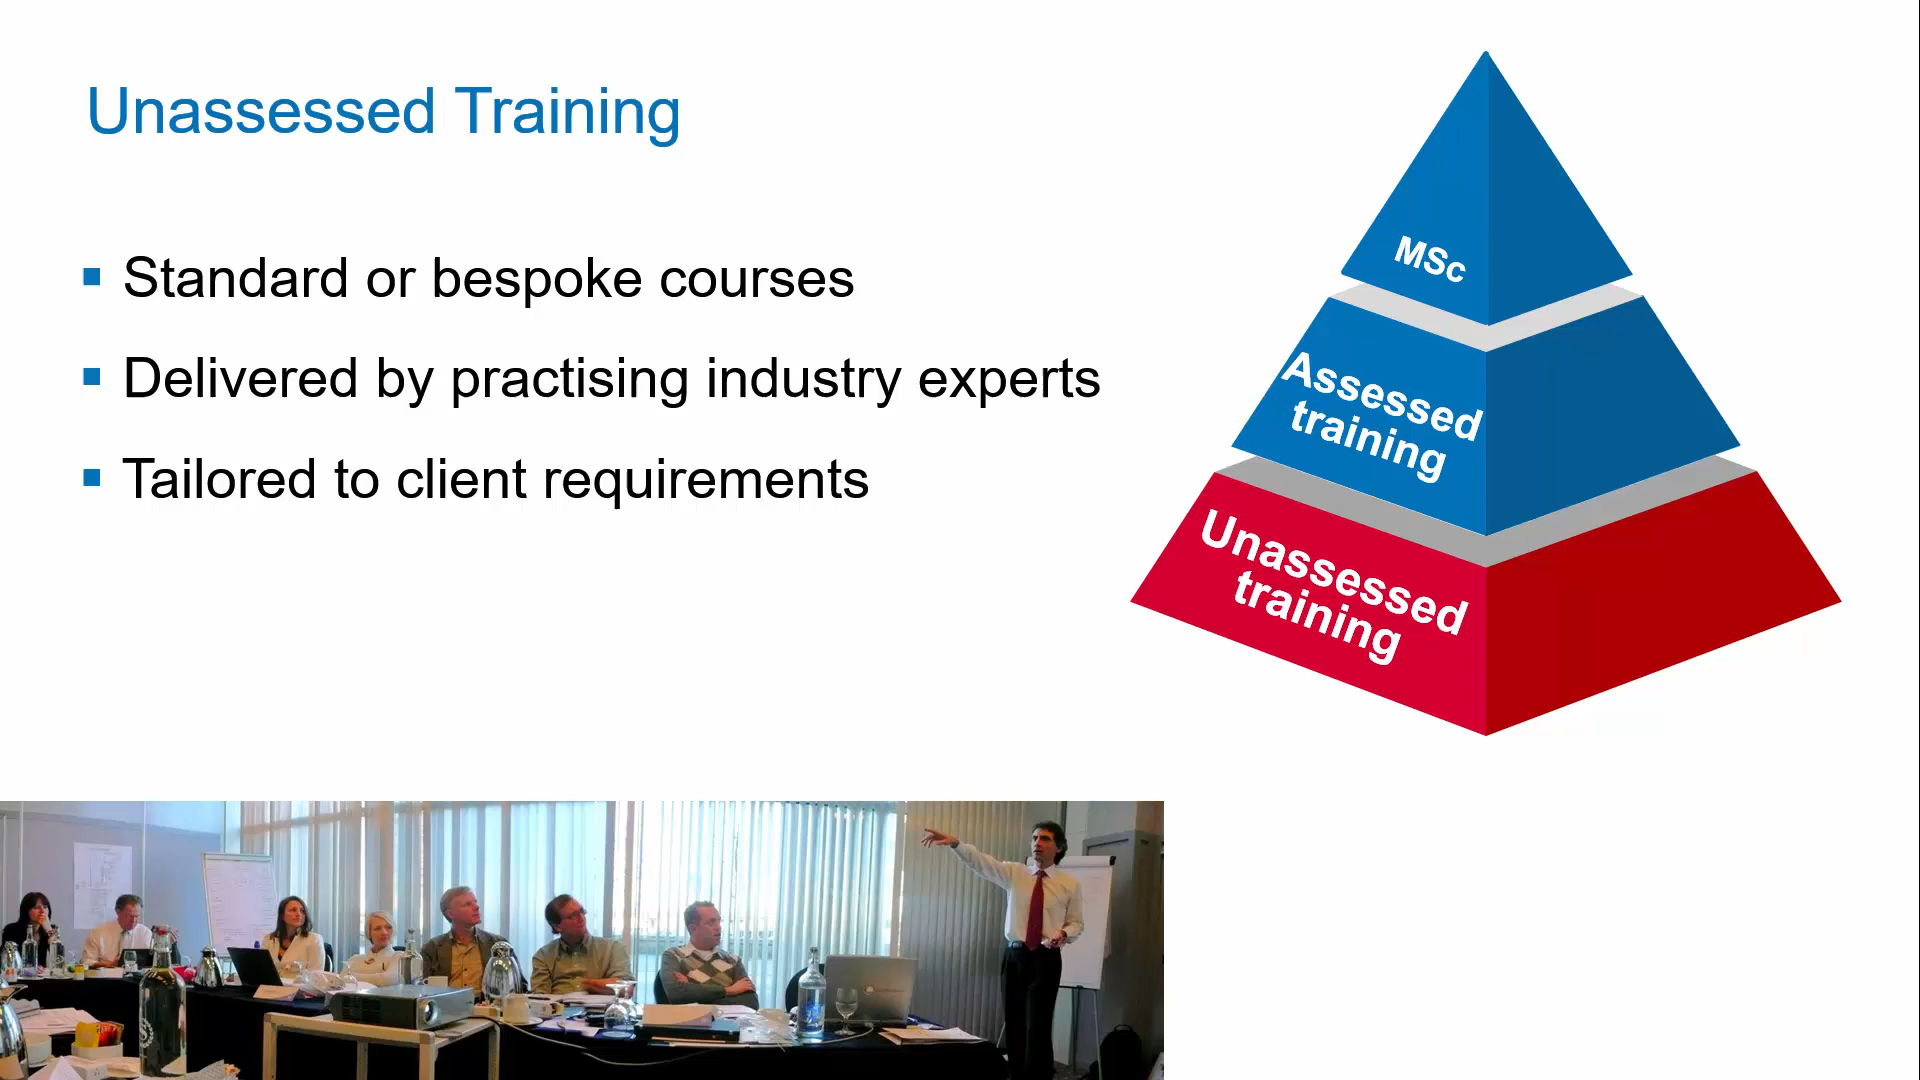 Unassessed Training
Standard or bespoke courses
Delivered by practising industry experts
Tailored to client requirements
MSc
Assessed
training
Unassessed
training